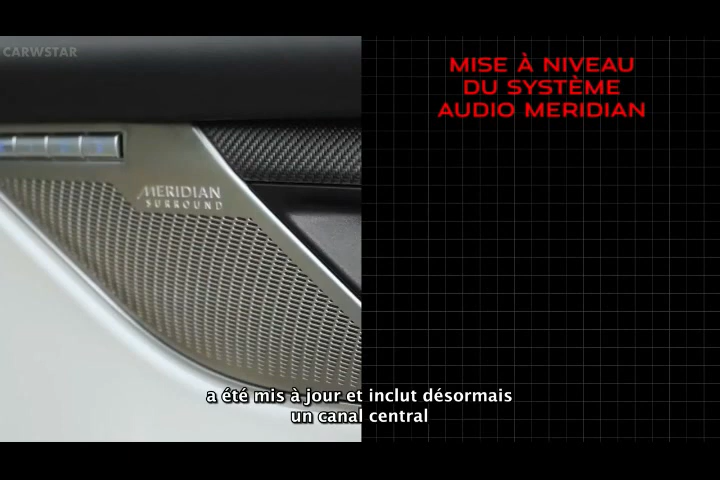 CARWSTAR
MISE À NIVEAU
DU SYSTÈME
AUDIO MERIDIAN
MERIDIAN
SURROUND
a été mis à jour et inclut désormais
un canal central